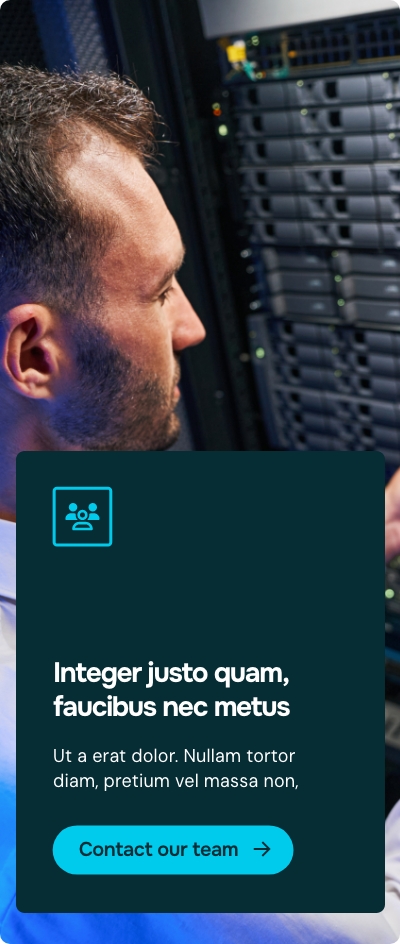 Integer justo quam,
faucibus nec metus
Ut a erat dolor. Nullam tortor
diam, pretium vel massa non,
Contact our team →